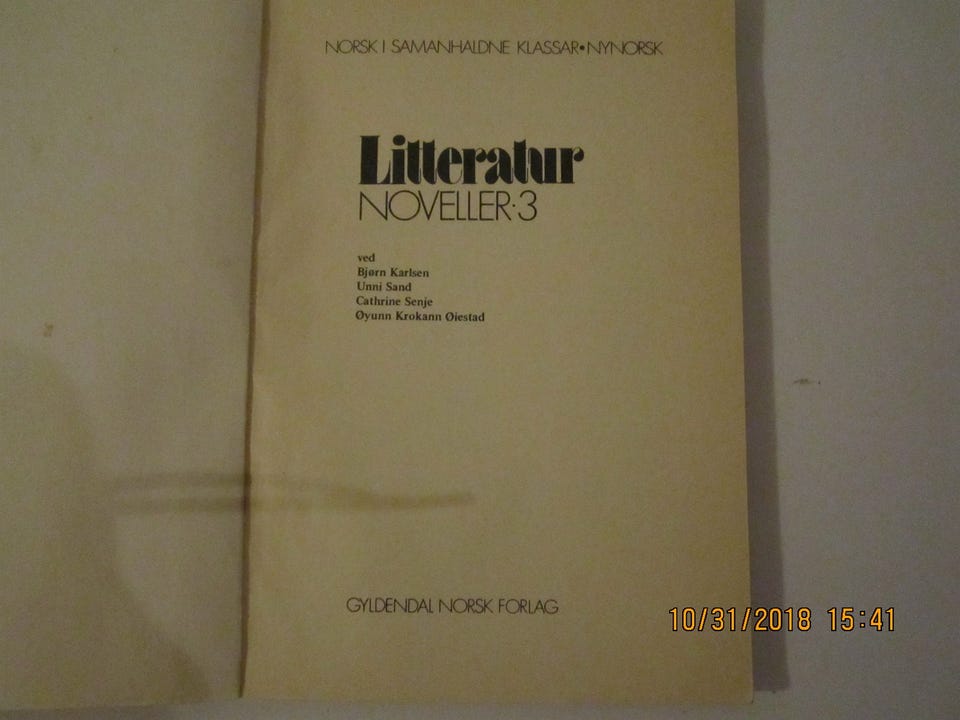 NORSK I SAMANHALDNE KLASSAR•NYNORSK
Litteratur
NOVELLER·3
ved
Bjørn Karlsen
Unni Sand
Cathrine Senje
Øyunn Krokann Øiestad
GYLDENDAL NORSK FORLAG
10/31/2018 15:41